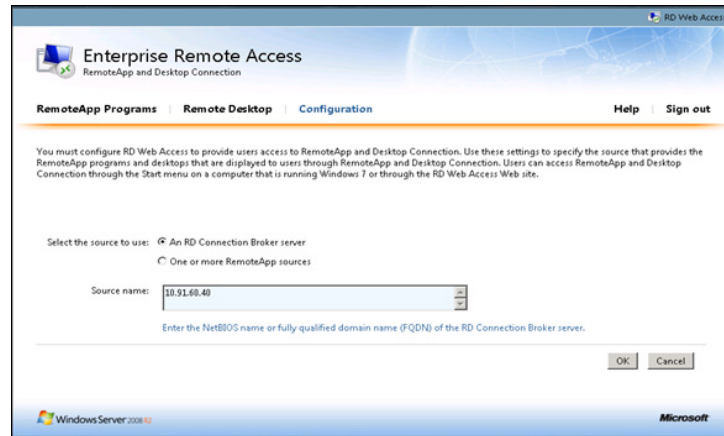 RD Web Acces
Enterprise Remote Access
RemoteApp and Desktop Connection
RemoteApp Programs Remote Desktop Configuration Help Sign out
You must configure RD Web Access to provide users access to RemoteApp and Desktop Connection. Use these settings to specify the source that provides the
RemoteApp programs and desktops that are displayed to users through RemoteApp and Desktop Connection. Users can access RemoteApp and Desktop
Connection through the Start menu on a computer that is running Windows 7 or through the RD Web Access Web site.
Select the source to use: An RD Connection Broker server
One or more RemoteApp sources
Source name: 10.91.60.40
Enter the NetBIOS name or fully qualified domain name (FQDN) of the RD Connection Broker server.
OK Cancel
Windows Server 2008 R2 Microsoft